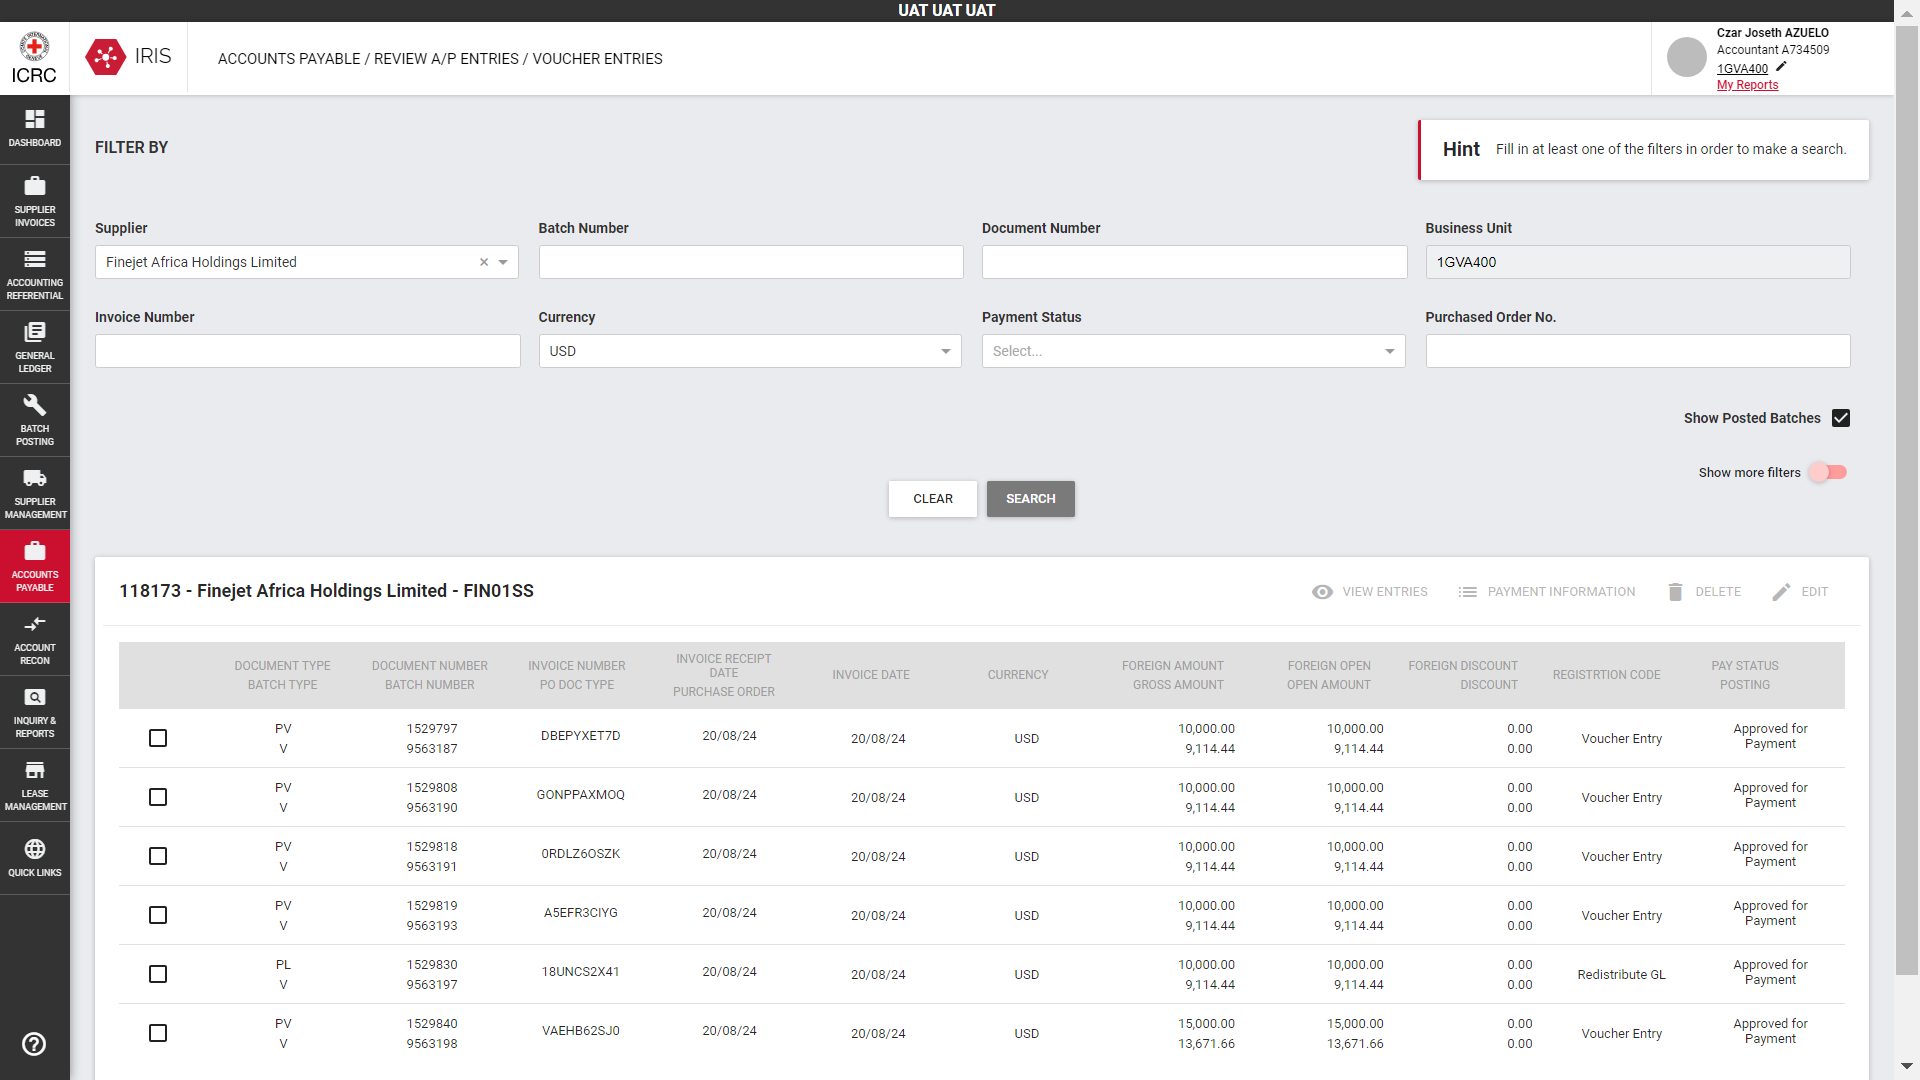 UAT UAT UAT
ICRC
IRIS
ACCOUNTS PAYABLE / REVIEW A/P ENTRIES / VOUCHER ENTRIES
Czar Joseth AZUELO
Accountant A734509
1GVA400
My Reports
DASHBOARD
SUPPLIER
INVOICES
ACCOUNTING
REFERENTIAL
GENERAL
LEDGER
BATCH
POSTING
SUPPLIER
MANAGEMENT
ACCOUNTS
PAYABLE
ACCOUNT
RECON
INQUIRY &
REPORTS
LEASE
MANAGEMENT
QUICK LINKS
FILTER BY
Hint Fill in at least one of the filters in order to make a search.
Supplier Batch Number Document Number Business Unit
Finejet Africa Holdings Limited 1GVA400
Invoice Number Currency Payment Status Purchased Order No.
USD Select...
Show Posted Batches
Show more filters
CLEAR SEARCH
118173 - Finejet Africa Holdings Limited - FIN01SS
VIEW ENTRIES PAYMENT INFORMATION DELETE EDIT
DOCUMENT TYPE
BATCH TYPE
DOCUMENT NUMBER
BATCH NUMBER
INVOICE NUMBER
PO DOC TYPE
INVOICE RECEIPT
DATE
PURCHASE ORDER
INVOICE DATE
CURRENCY
FOREIGN AMOUNT
GROSS AMOUNT
FOREIGN OPEN
OPEN AMOUNT
FOREIGN DISCOUNT
DISCOUNT
REGISTRTION CODE
PAY STATUS
POSTING
PV
V
1529797
9563187
DBEPYXET7D
20/08/24
20/08/24
USD
10,000.00
9,114.44
10,000.00
9,114.44
0.00
0.00
Voucher Entry
Approved for
Payment
PV
V
1529808
9563190
GONPPAXMOQ
20/08/24
20/08/24
USD
10,000.00
9,114.44
10,000.00
9,114.44
0.00
0.00
Voucher Entry
Approved for
Payment
PV
V
1529818
9563191
0RDLZ6OSZK
20/08/24
20/08/24
USD
10,000.00
9,114.44
10,000.00
9,114.44
0.00
0.00
Voucher Entry
Approved for
Payment
PV
V
1529819
9563193
A5EFR3CIYG
20/08/24
20/08/24
USD
10,000.00
9,114.44
10,000.00
9,114.44
0.00
0.00
Voucher Entry
Approved for
Payment
PL
V
1529830
9563197
18UNCS2X41
20/08/24
20/08/24
USD
10,000.00
9,114.44
10,000.00
9,114.44
0.00
0.00
Redistribute GL
Approved for
Payment
PV
V
1529840
9563198
VAEHB62SJ0
20/08/24
20/08/24
USD
15,000.00
13,671.66
15,000.00
13,671.66
0.00
0.00
Voucher Entry
Approved for
Payment